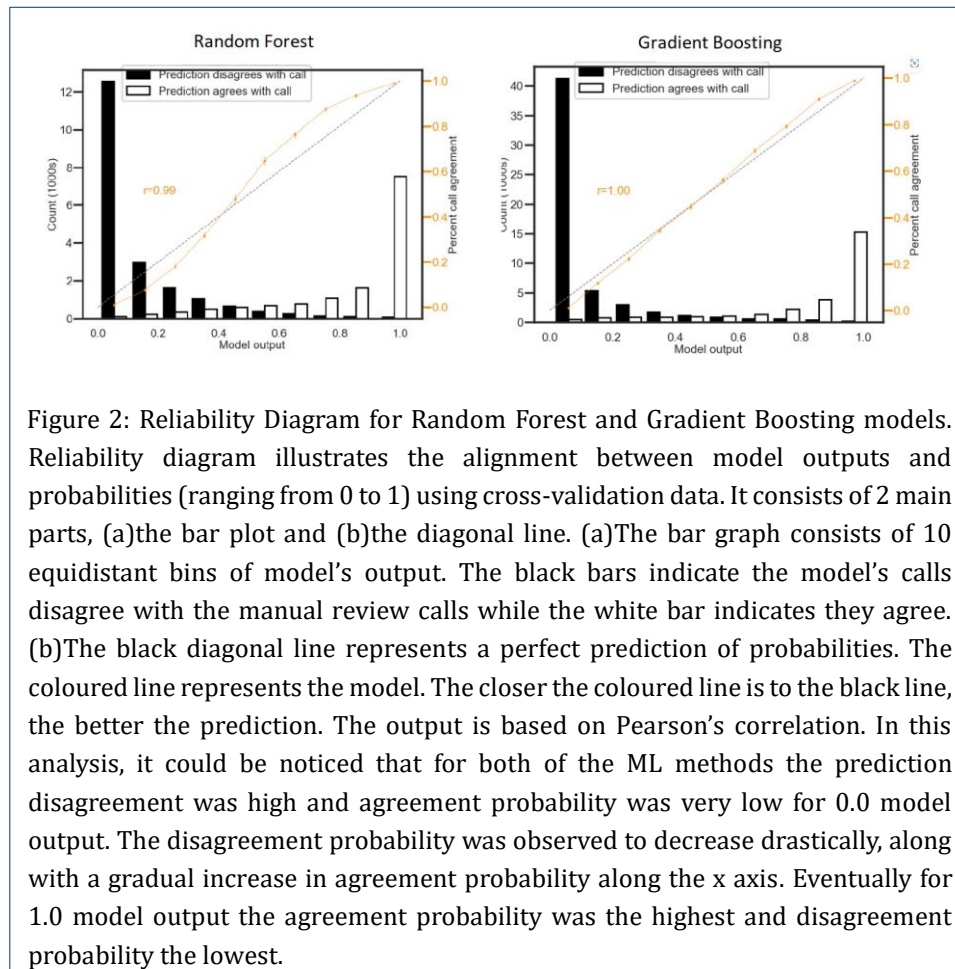 Random Forest
Gradient Boosting
Prediction disagrees with call
Prediction agrees with call
Count (1000s)
12
10
8
6
4
2
0
r=0.99
1.0
0.8
0.6
0.4
0.2
0.0
Percent call agreement
0.0 0.2 0.4 0.6 0.8 1.0
Model output
Prediction disagrees with call
Prediction agrees with call
Count (1000s)
40
35
30
25
20
15
10
5
0
r=1.00
1.0
0.8
0.6
0.4
0.2
0.0
Percent call agreement
0.0 0.2 0.4 0.6 0.8 1.0
Model output
Figure 2: Reliability Diagram for Random Forest and Gradient Boosting models.
Reliability diagram illustrates the alignment between model outputs and
probabilities (ranging from 0 to 1) using cross-validation data. It consists of 2 main
parts, (a)the bar plot and (b)the diagonal line. (a)The bar graph consists of 10
equidistant bins of model’s output. The black bars indicate the model’s calls
disagree with the manual review calls while the white bar indicates they agree.
(b)The black diagonal line represents a perfect prediction of probabilities. The
coloured line represents the model. The closer the coloured line is to the black line,
the better the prediction. The output is based on Pearson’s correlation. In this
analysis, it could be noticed that for both of the ML methods the prediction
disagreement was high and agreement probability was very low for 0.0 model
output. The disagreement probability was observed to decrease drastically, along
with a gradual increase in agreement probability along the x axis. Eventually for
1.0 model output the agreement probability was the highest and disagreement
probability the lowest.